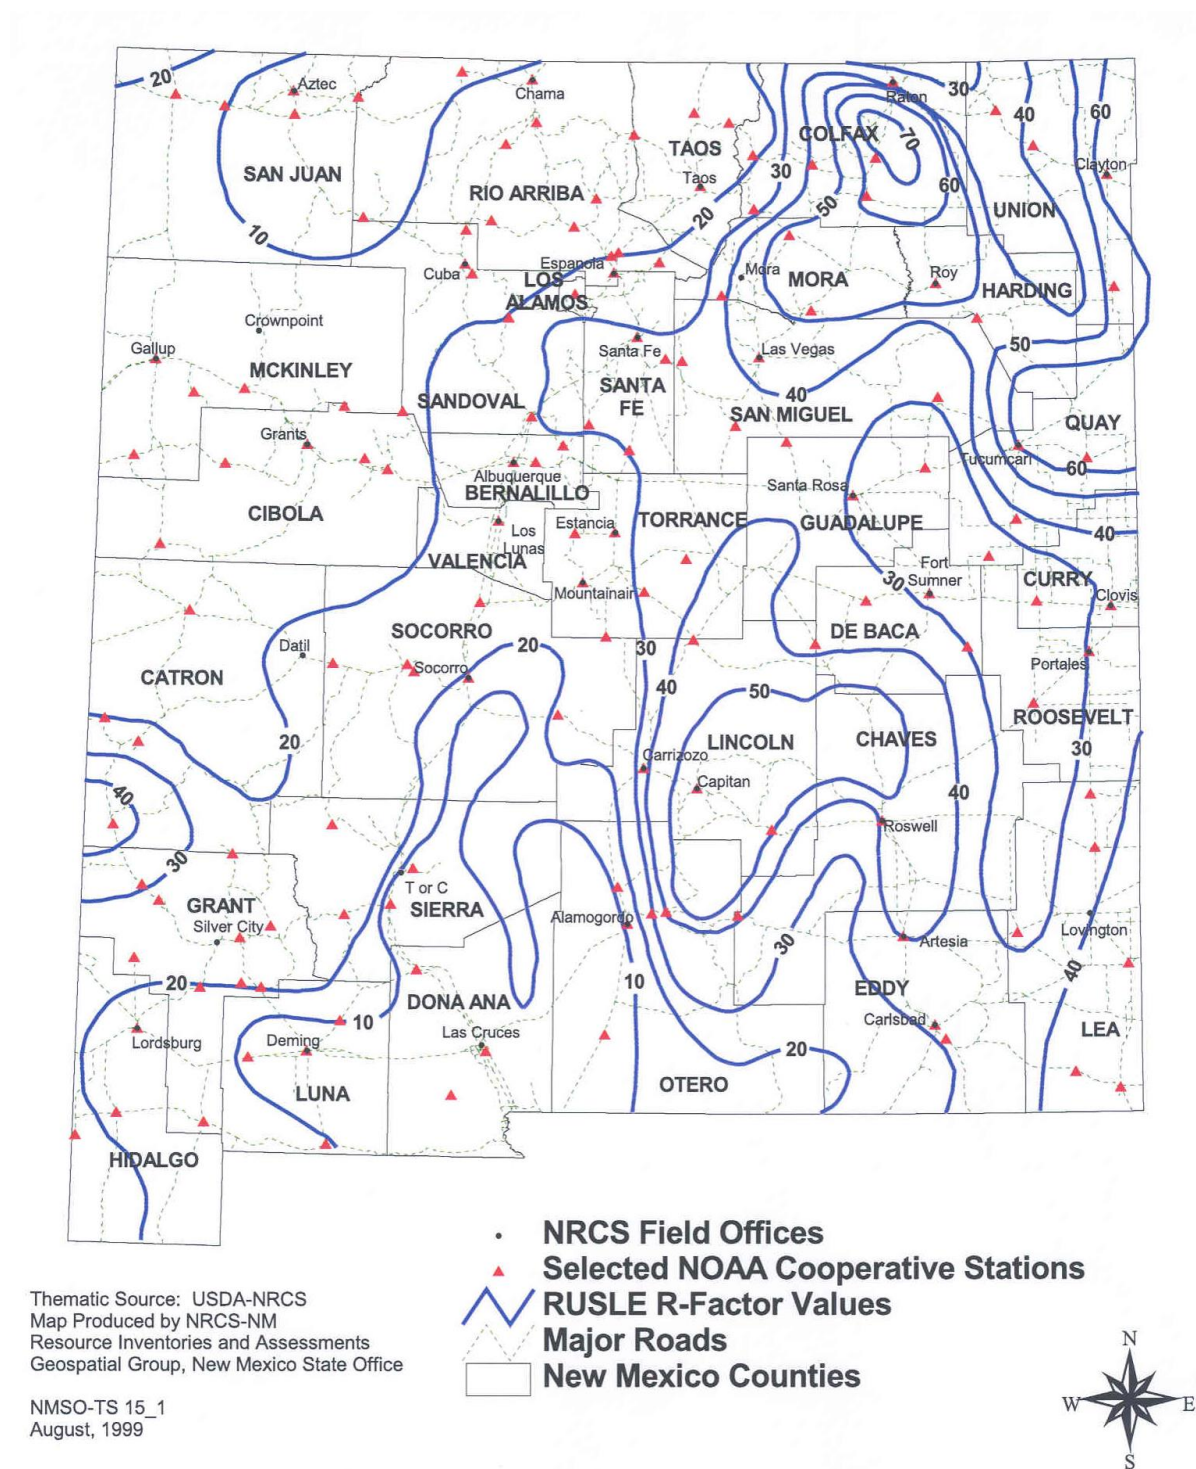 20
Aztec
Chama
Raton
30
40
60
COLFAX
70
TAOS
Clayton
SAN JUAN
RIO ARRIBA
Taos
30
60
50
UNION
20
10
Cuba
Espanola
Mora
MORA
Roy
HARDING
LOS
ALAMOS
Crownpoint
Gallup
MCKINLEY
Santa Fe
Las Vegas
50
SANTA
FE
SANDOVAL
40
SAN MIGUEL
QUAY
Grants
Tucumcari
60
Albuquerque
BERNALILLO
Santa Rosa
CIBOLA
Los
Lunas
Estancia
TORRANCE
GUADALUPE
40
VALENCIA
Fort
Sumner
30
CURRY
Clovis
Mountainair
SOCORRO
DE BACA
Datil
20
30
Socorro
Portales
CATRON
40
50
ROOSEVELT
20
LINCOLN
CHAVES
30
Carrizozo
Capitan
40
40
Roswell
30
T or C
SIERRA
GRANT
Silver City
Alamogordo
30
Artesia
Lovington
20
10
40
DONA ANA
EDDY
10
Carlsbad
LEA
Lordsburg
Deming
Las Cruces
20
LUNA
OTERO
HIDALGO
NRCS Field Offices
Selected NOAA Cooperative Stations
RUSLE R-Factor Values
Major Roads
New Mexico Counties
Thematic Source: USDA-NRCS
Map Produced by NRCS-NM
Resource Inventories and Assessments
Geospatial Group, New Mexico State Office
NMSO-TS 15_1
August, 1999
N
W
E
S